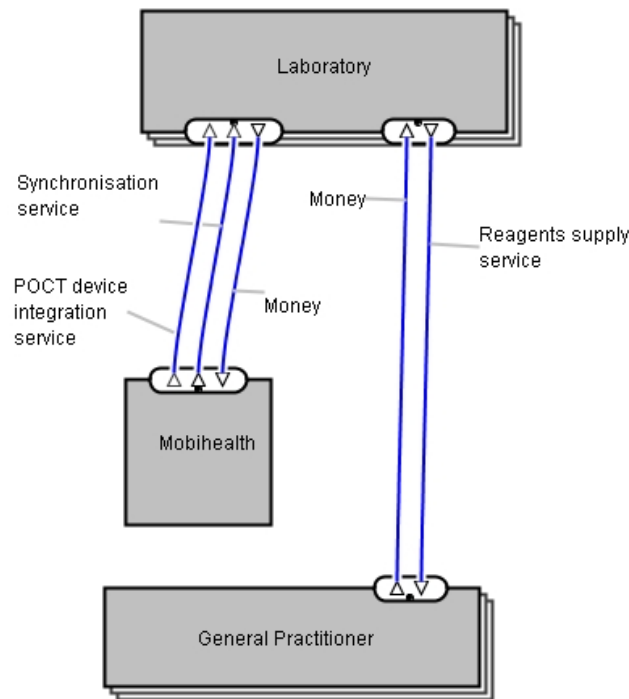 Laboratory
Synchronisation
service
Money
Reagents supply
service
POCT device
integration
service
Money
Mobihealth
General Practitioner